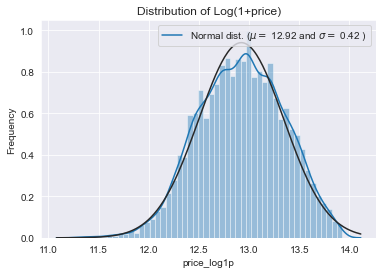 Distribution of Log(1+price)
Normal dist. (μ = 12.92 and σ = 0.42 )
Frequency
1.0
0.8
0.6
0.4
0.2
0.0
11.0 11.5 12.0 12.5 13.0 13.5 14.0
price_log1p